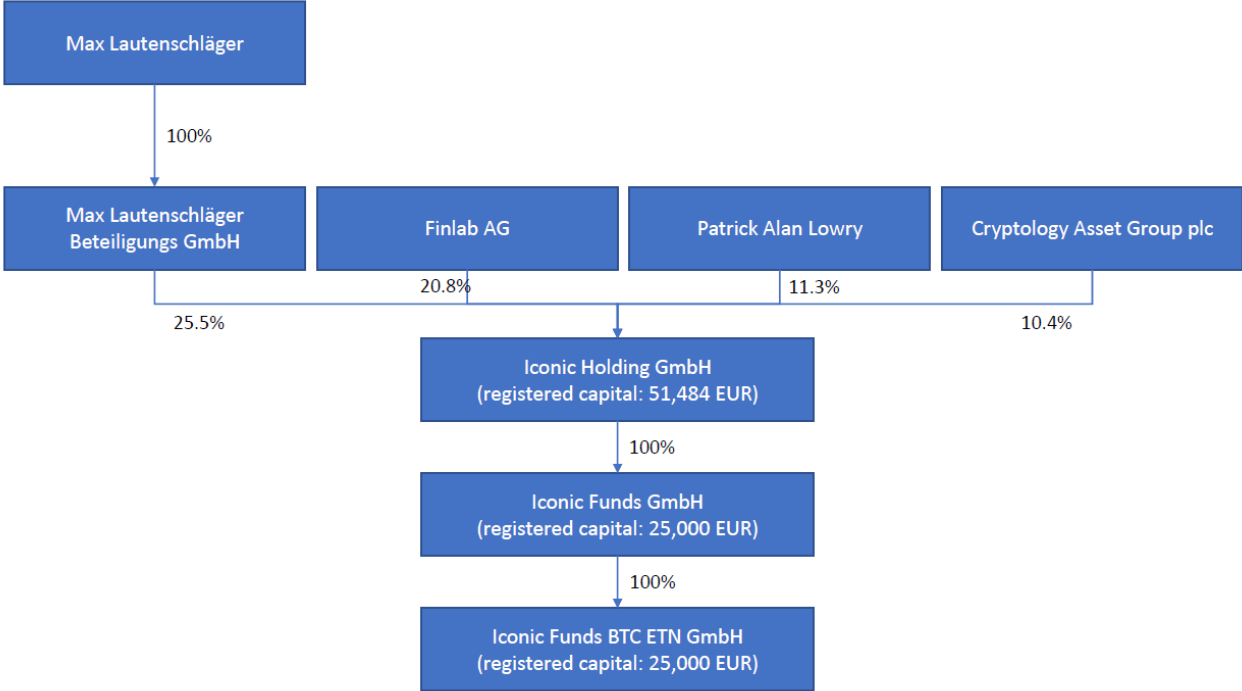 Max Lautenschläger
100%
Max Lautenschläger
Beteiligungs GmbH
Finlab AG
Patrick Alan Lowry
Cryptology Asset Group plc
20.8%
11.3%
25.5%
10.4%
Iconic Holding GmbH
(registered capital: 51,484 EUR)
100%
Iconic Funds GmbH
(registered capital: 25,000 EUR)
100%
Iconic Funds BTC ETN GmbH
(registered capital: 25,000 EUR)